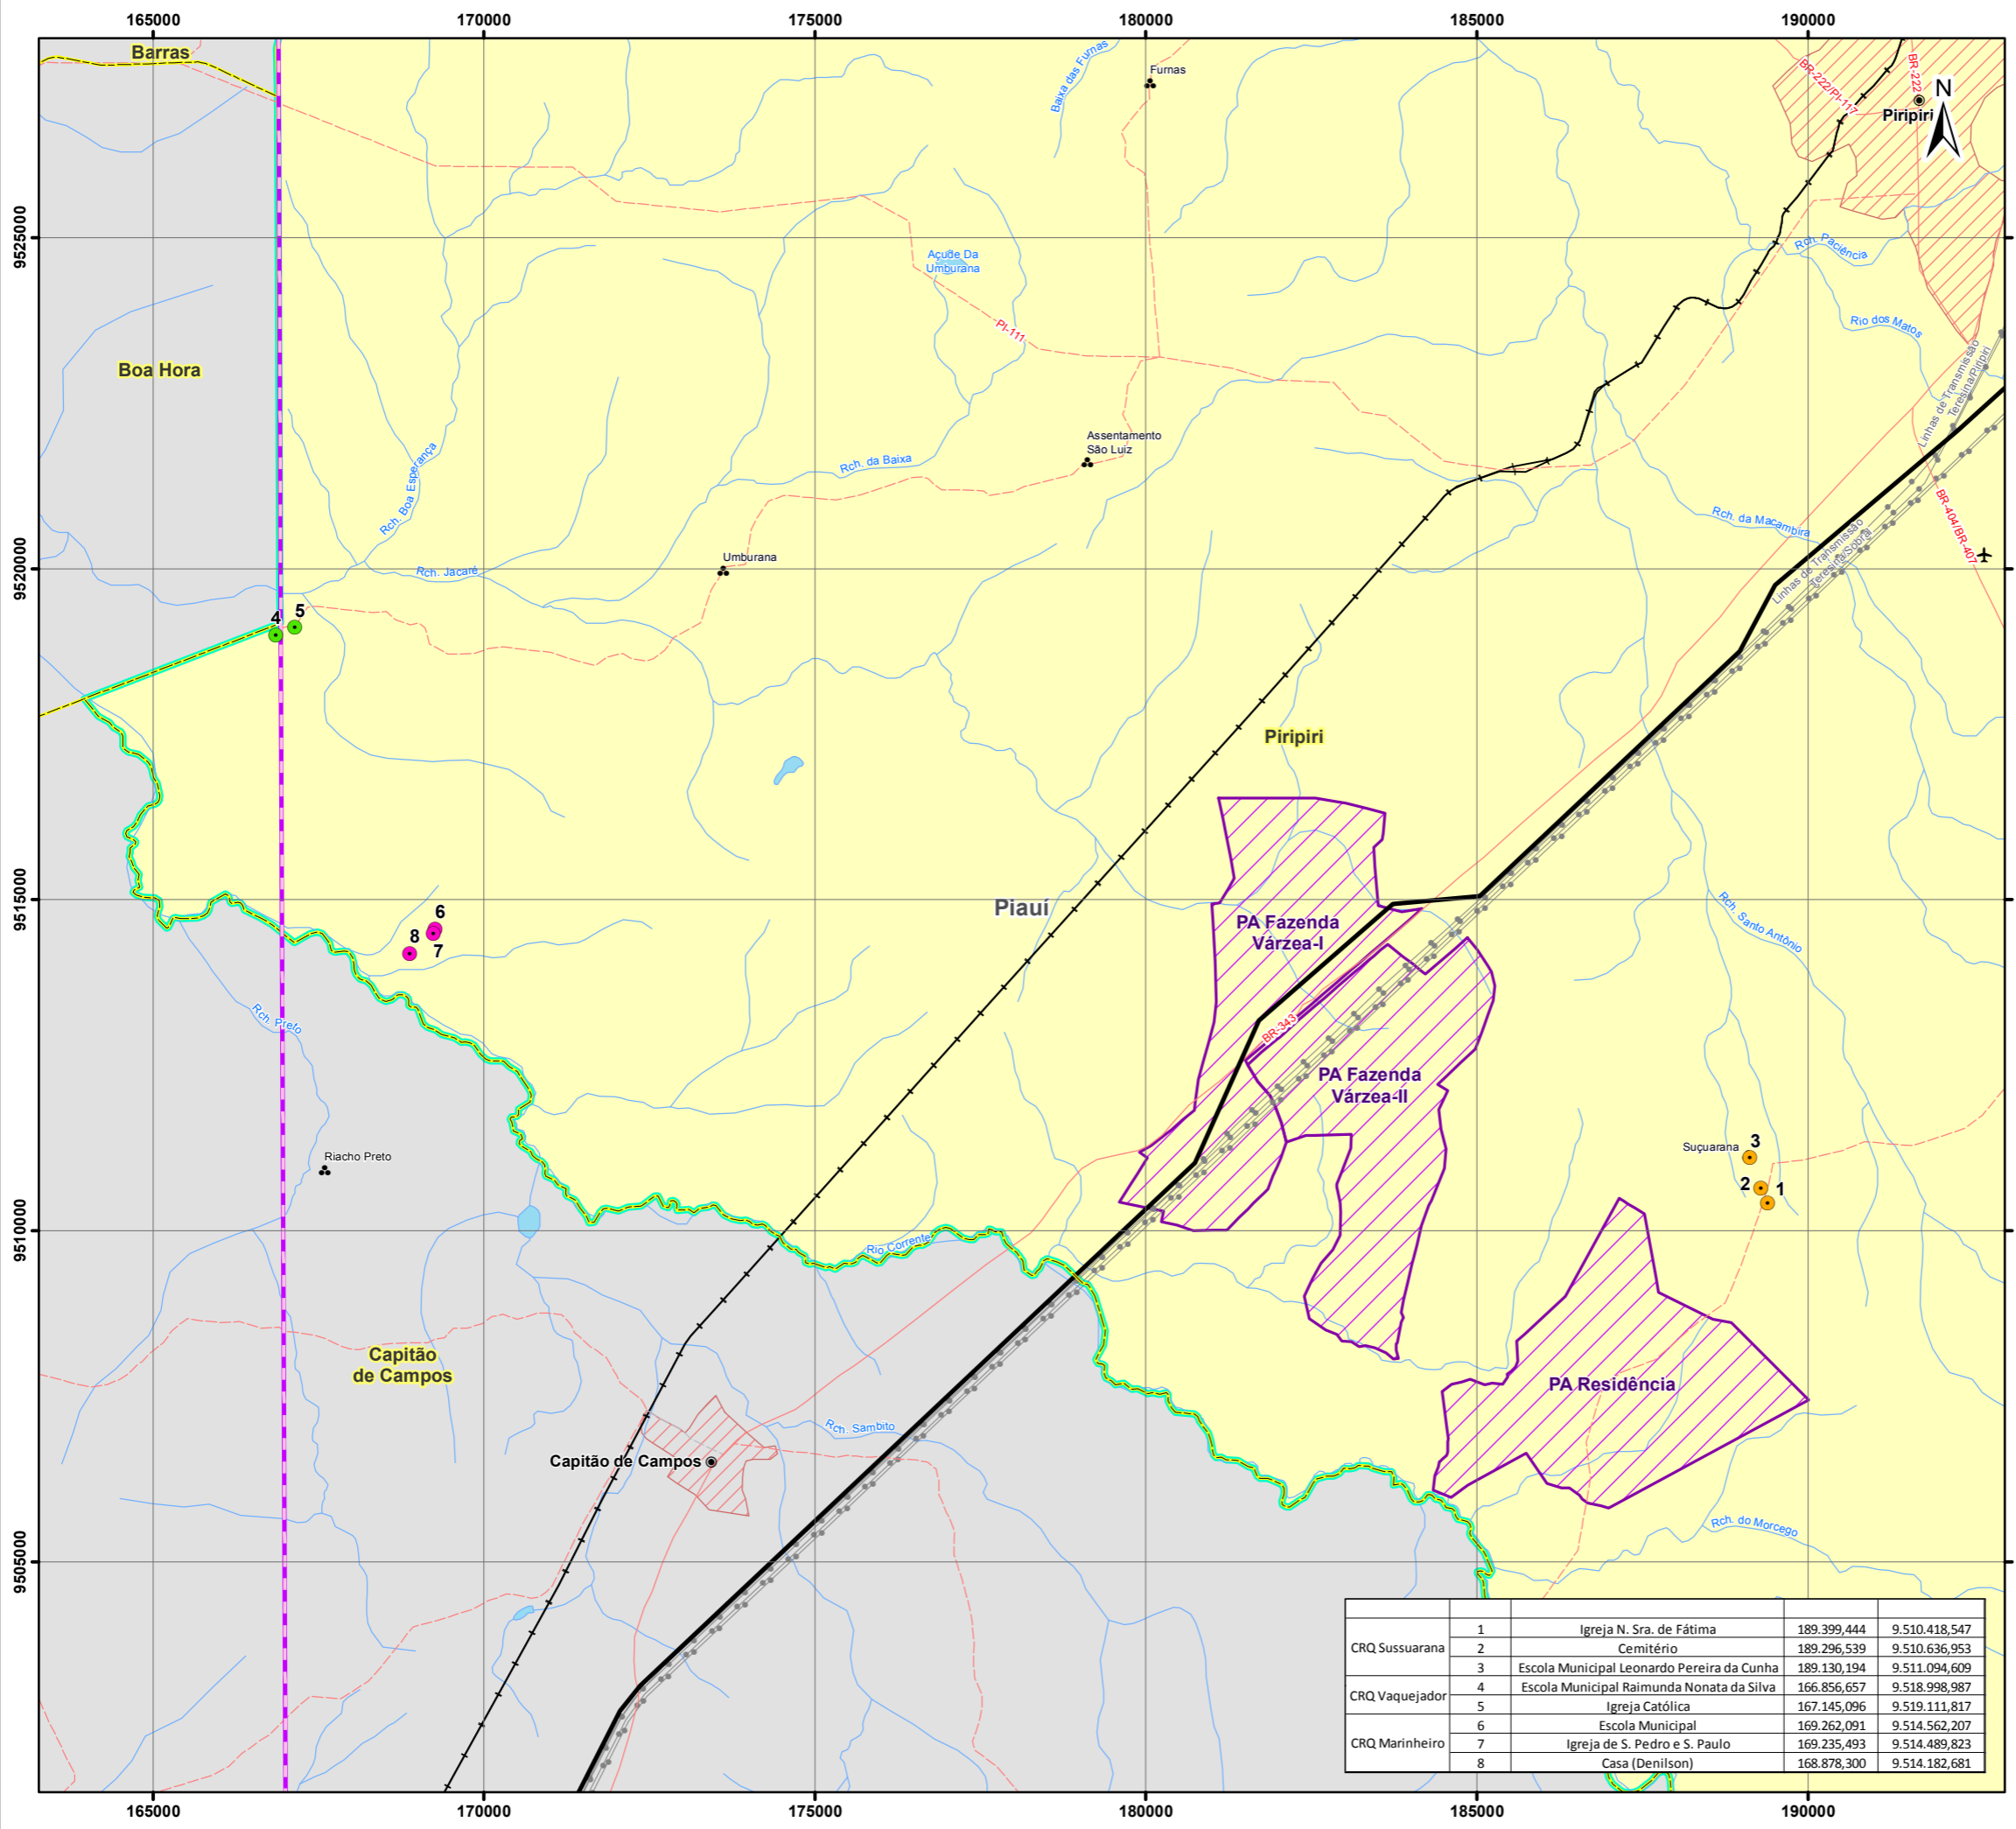 165000 170000 175000 180000 185000 190000
Barras
Furnas
Baixa das Furnas
BR-222/PI-117
BR-222
N
Piripiri
9525000
9525000
Açude Da
Umburana
Rch. Paciência
Rio dos Matos
PI-111
Boa Hora
Linhas de Transmissão
Teresina/Piripiri
Assentamento
São Luiz
Rch. Boa Esperança
Rch. da Baixa
Rch. da Macambira
BR-404/BR-407
Linhas de Transmissão
Teresina/Sobral
Umburana
Rch. Jacaré
9520000
4
5
Piripiri
9515000
Piauí
PA Fazenda
Várzea-I
Rch. Santo Antônio
6
8
7
Rch. Preto
BR-343
PA Fazenda
Várzea-II
Riacho Preto
Suçuarana
3
2
1
9510000
Rio Corrente
Capitão
de Campos
PA Residência
Rch. Sambito
Capitão de Campos
Rch. do Morcego
9505000
CRQ Sussuarana
1 Igreja N. Sra. de Fátima 189.399,444 9.510.418,547
2 Cemitério 189.296,539 9.510.636,953
3 Escola Municipal Leonardo Pereira da Cunha 189.130,194 9.511.094,609
CRQ Vaquejador
4 Escola Municipal Raimunda Nonata da Silva 166.856,657 9.518.998,987
5 Igreja Católica 167.145,096 9.519.111,817
CRQ Marinheiro
6 Escola Municipal 169.262,091 9.514.562,207
7 Igreja de S. Pedro e S. Paulo 169.235,493 9.514.489,823
8 Casa (Denilson) 168.878,300 9.514.182,681
165000 170000 175000 180000 185000 190000